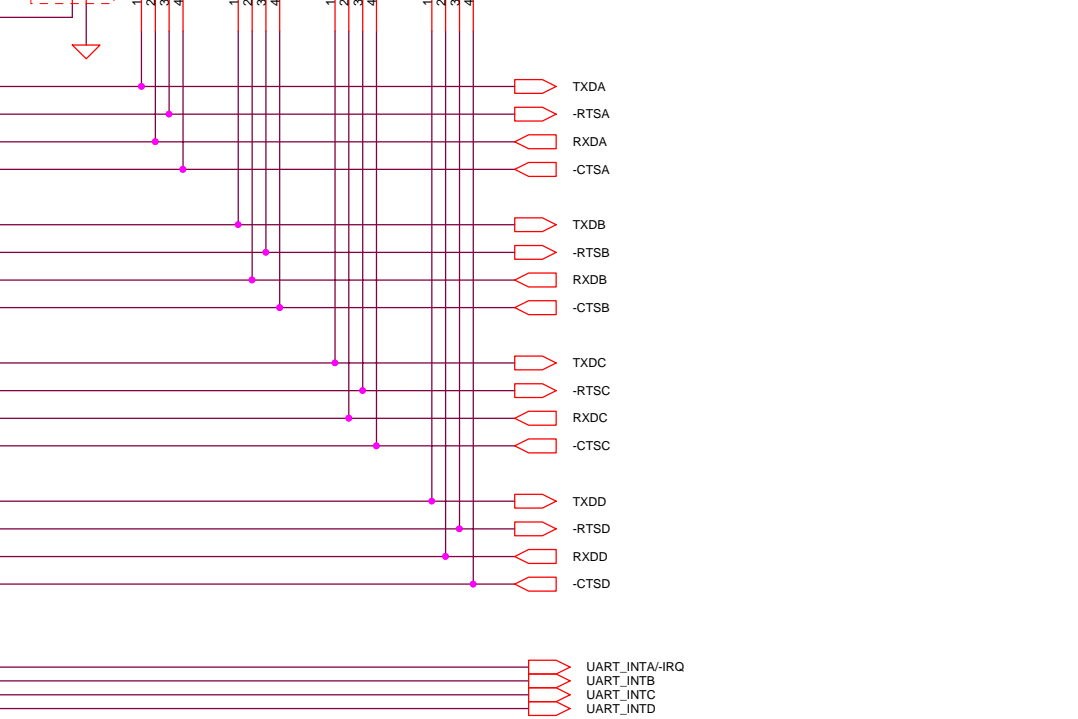 1 2 3 4 1 2 3 4 1 2 3 4 1 2 3 4
TXDA
-RTSA
RXDA
-CTSA
TXDB
-RTSB
RXDB
-CTSB
TXDC
-RTSC
RXDC
-CTSC
TXDD
-RTSD
RXDD
-CTSD
UART_INTA/-IRQ
UART_INTB
UART_INTC
UART_INTD